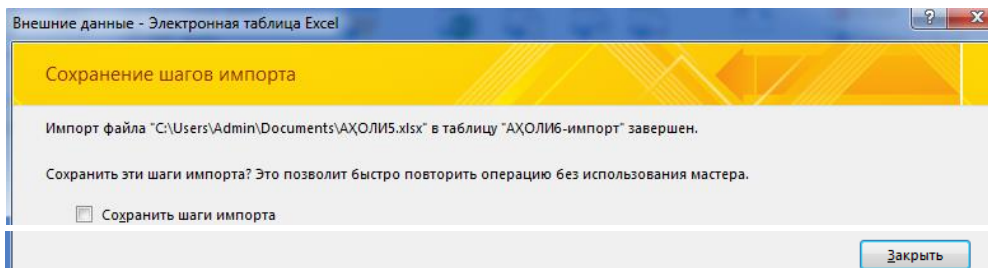 Внешние данные - Электронная таблица Excel
Сохранение шагов импорта
Импорт файла "C:\Users\Admin\Documents\АҲОЛИ5.xlsx" в таблицу "АҲОЛИ6-импорт" завершен.
Сохранить эти шаги импорта? Это позволит быстро повторить операцию без использования мастера.
Сохранить шаги импорта
Закрыть